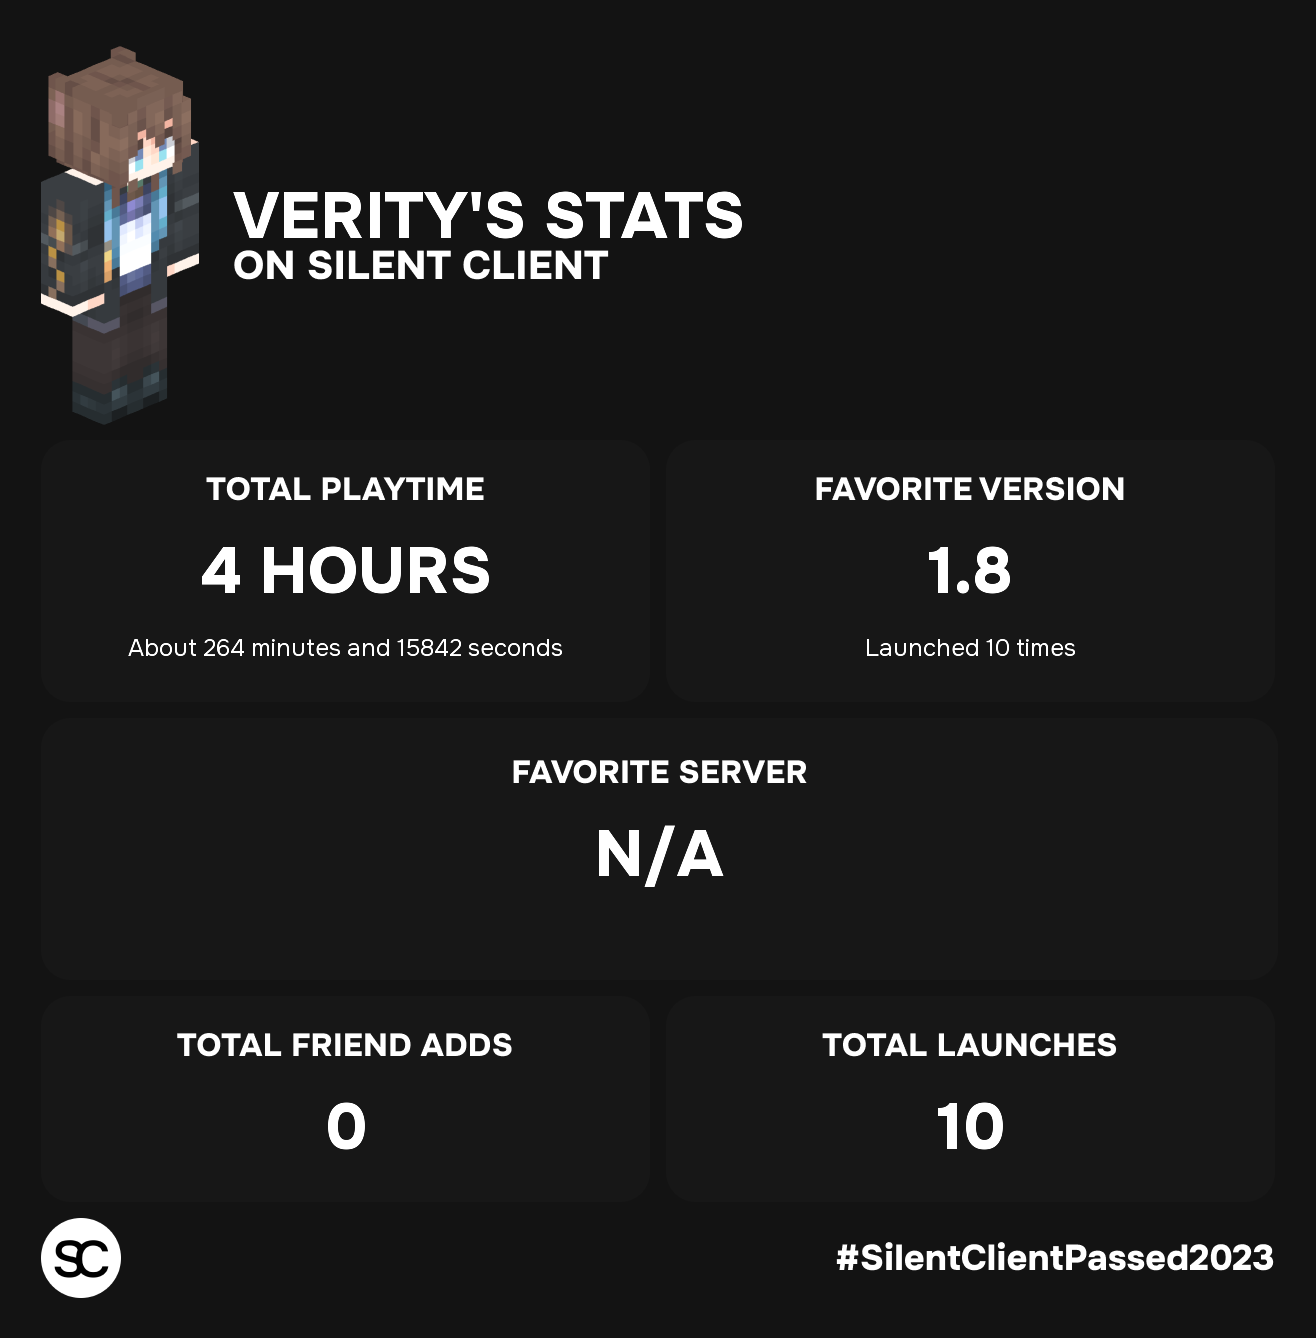 VERITY'S STATS
ON SILENT CLIENT
TOTAL PLAYTIME
4 HOURS
About 264 minutes and 15842 seconds
FAVORITE VERSION
1.8
Launched 10 times
FAVORITE SERVER
N/A
TOTAL FRIEND ADDS
0
TOTAL LAUNCHES
10
SC
#SilentClientPassed2023